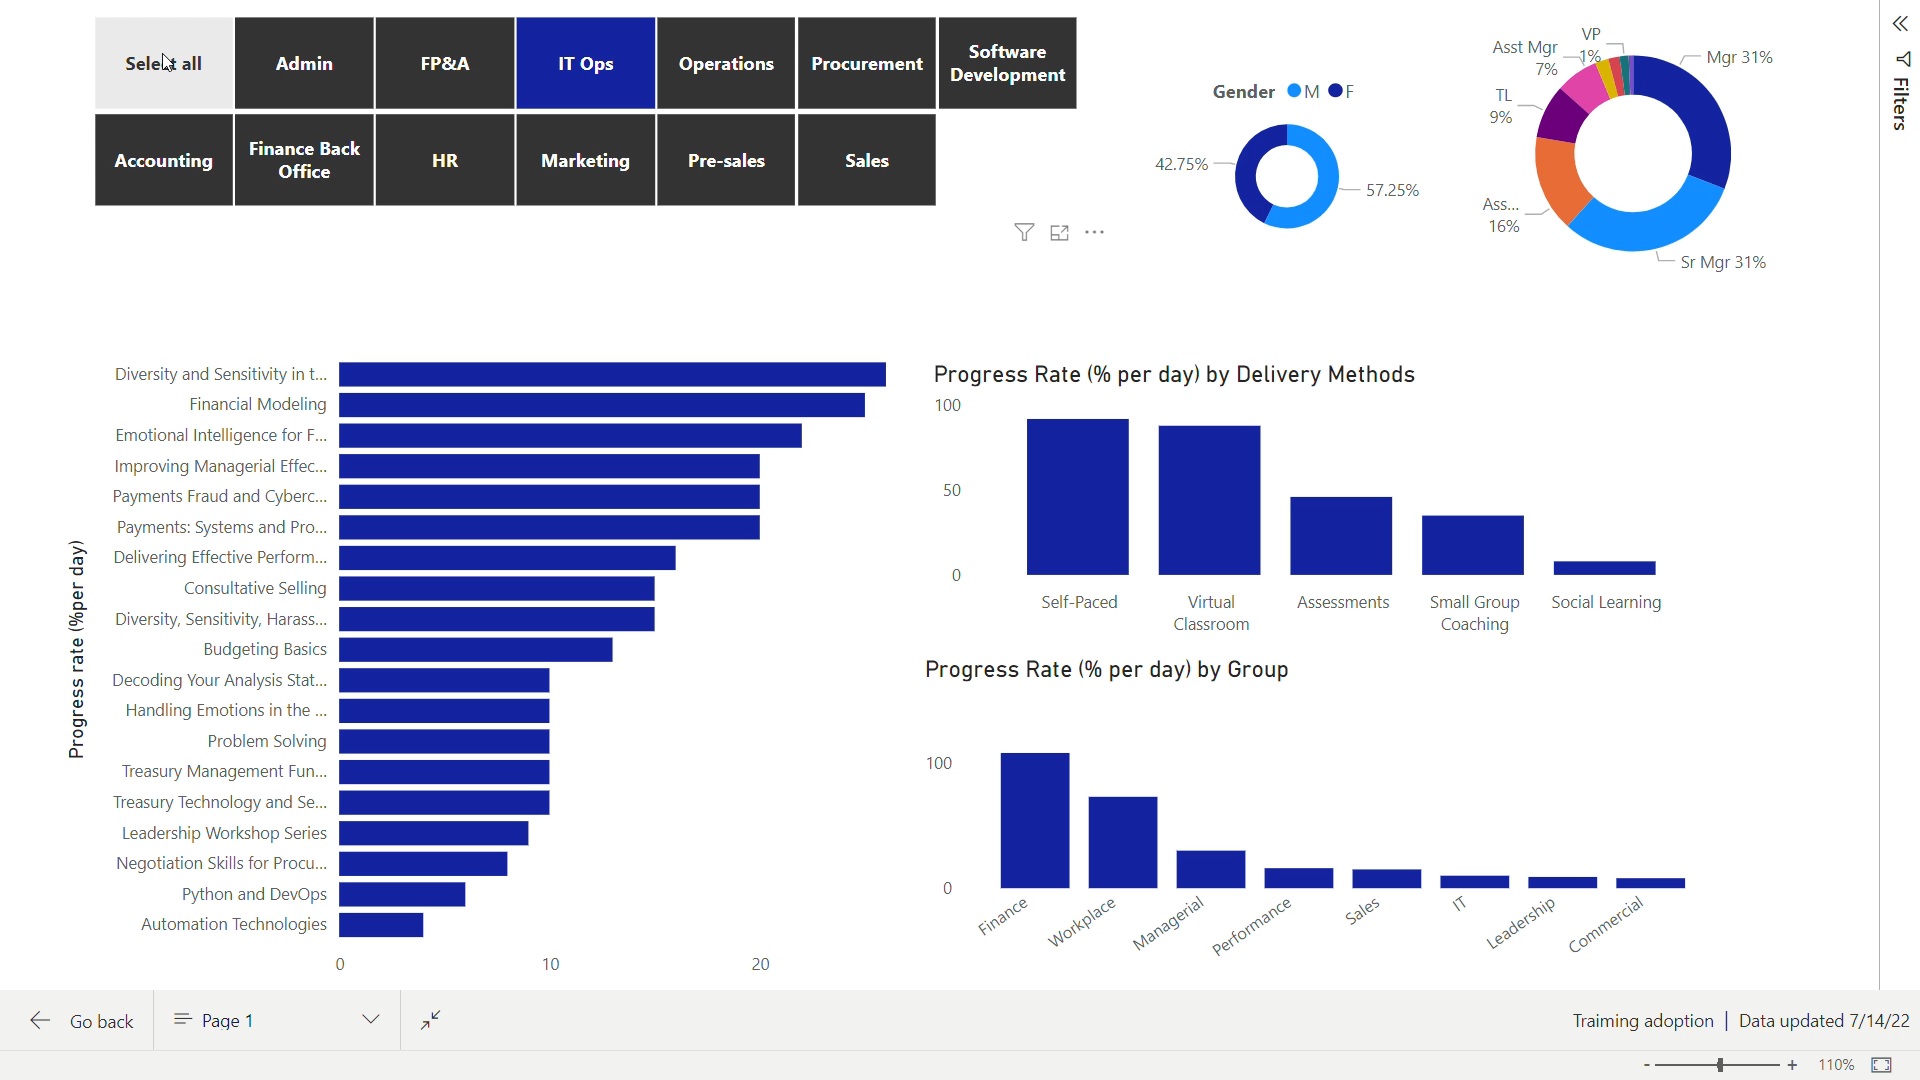 Select all
Admin
FP&A
IT Ops
Operations
Procurement
Software
Development
Accounting
Finance Back
Office
HR
Marketing
Pre-sales
Sales
Gender M F
42.75%
57.25%
VP
1%
Asst Mgr
7%
Mgr 31%
TL
9%
Ass...
16%
Sr Mgr 31%
Filters
Progress rate (%per day)
Diversity and Sensitivity in t...
Financial Modeling
Emotional Intelligence for F...
Improving Managerial Effec...
Payments Fraud and Cyberc...
Payments: Systems and Pro...
Delivering Effective Perform...
Consultative Selling
Diversity, Sensitivity, Harass...
Budgeting Basics
Decoding Your Analysis Stat...
Handling Emotions in the ...
Problem Solving
Treasury Management Fun...
Treasury Technology and Se...
Leadership Workshop Series
Negotiation Skills for Procu...
Python and DevOps
Automation Technologies
0 10 20
Progress Rate (% per day) by Delivery Methods
100
50
0
Self-Paced
Virtual
Classroom
Assessments
Small Group
Coaching
Social Learning
Progress Rate (% per day) by Group
100
0
Finance
Workplace
Managerial
Performance
Sales
IT
Leadership
Commercial
Go back
Page 1
Traiming adoption | Data updated 7/14/22
- + 110%